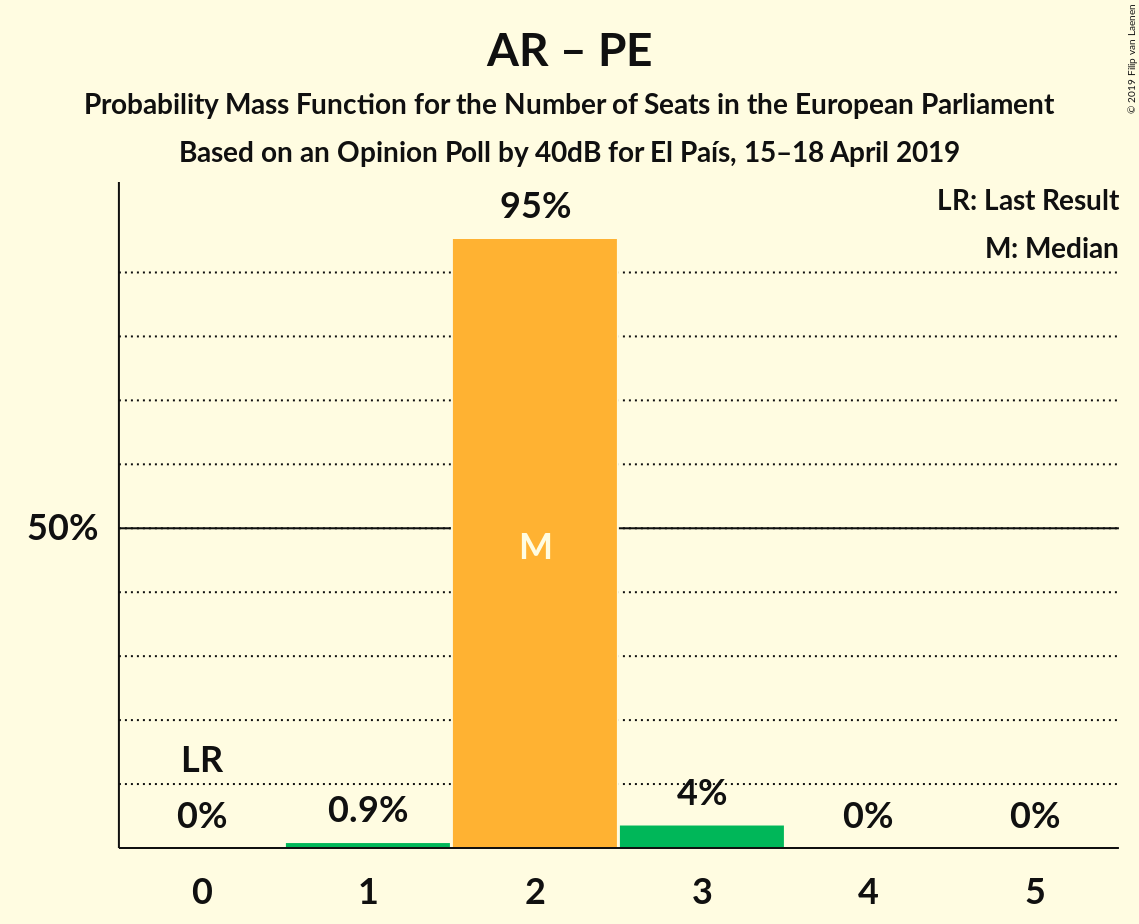 AR – PE
Probability Mass Function for the Number of Seats in the European Parliament
Based on an Opinion Poll by 40dB for El País, 15–18 April 2019
© 2019 Filip van Laenen
LR: Last Result
M: Median
95%
50%
M
LR
0%
0.9%
4%
0%
0%
0
1
2
3
4
5